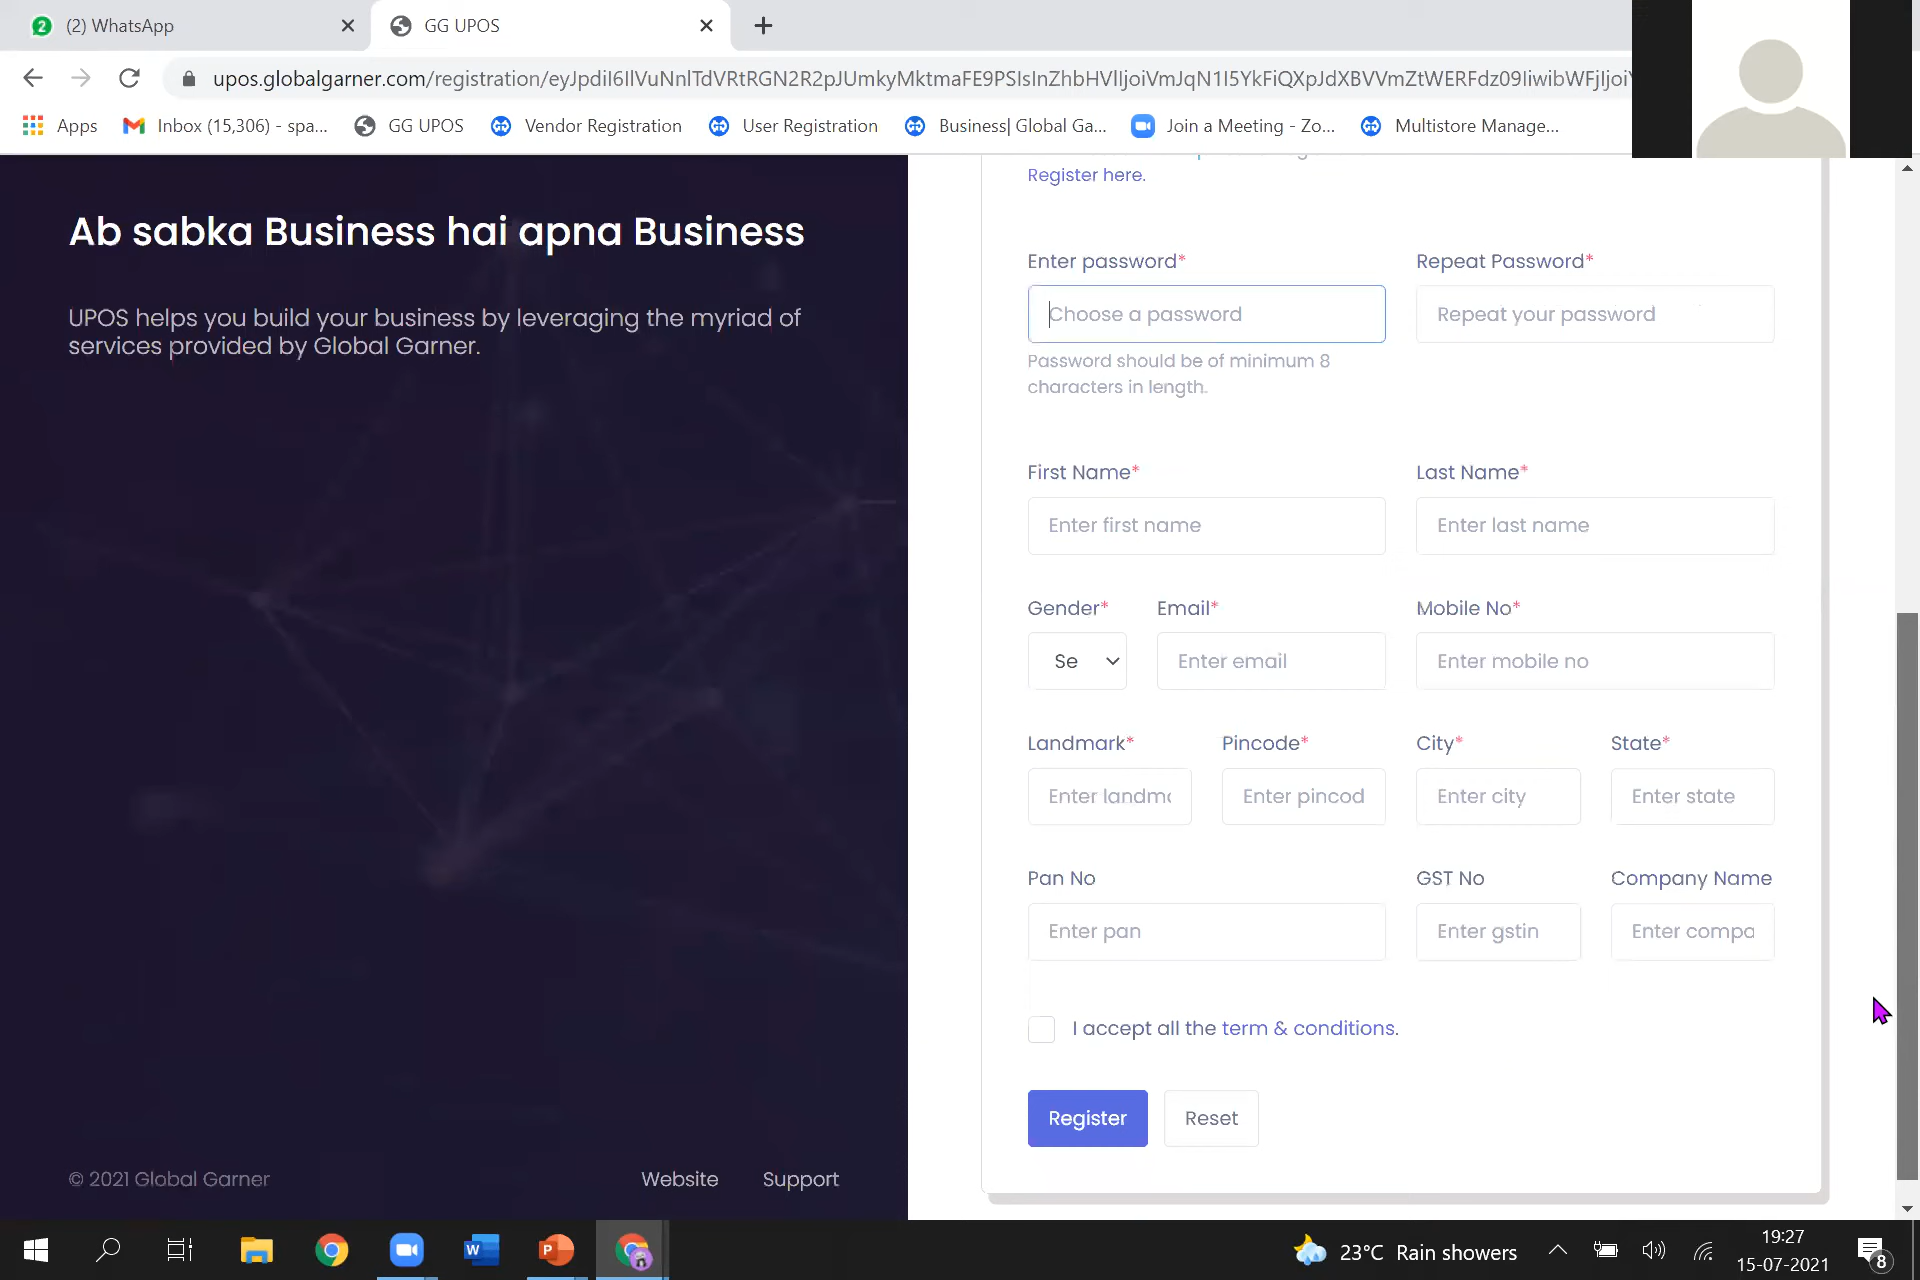 (2) WhatsApp
GG UPOS
upos.globalgarner.com/registration/
Apps
Inbox (15,306) - spa...
GG UPOS
Vendor Registration
User Registration
Business| Global Ga...
Join a Meeting - Zo...
Multistore Manage...
Ab sabka Business hai apna Business
UPOS helps you build your business by leveraging the myriad of
services provided by Global Garner.
Register here.
Enter password*
Repeat Password*
Choose a password
Repeat your password
Password should be of minimum 8
characters in length.
First Name*
Last Name*
Enter first name
Enter last name
Gender*
Email*
Mobile No*
Se
Enter email
Enter mobile no
Landmark*
Pincode*
City*
State*
Enter landma
Enter pincod
Enter city
Enter state
Pan No
GST No
Company Name
Enter pan
Enter gstin
Enter compa
I accept all the term & conditions.
Register
Reset
© 2021 Global Garner
Website
Support
23°C Rain showers
19:27
15-07-2021
8